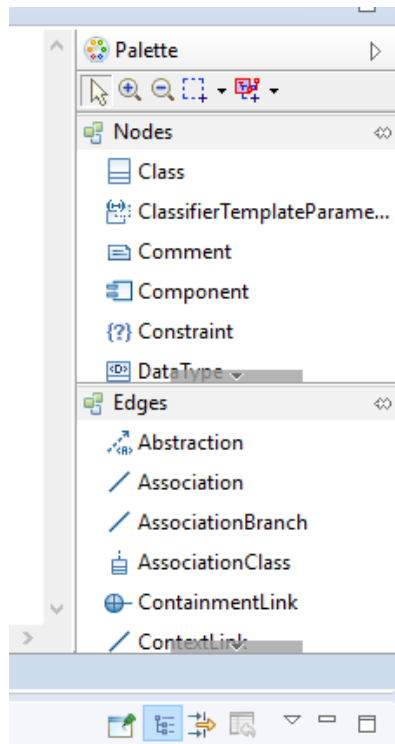 Palette
Nodes
Class
ClassifierTemplateParame...
Comment
Component
{?} Constraint
<D> DataType
Edges
<A> Abstraction
Association
AssociationBranch
AssociationClass
ContainmentLink
ContextLink